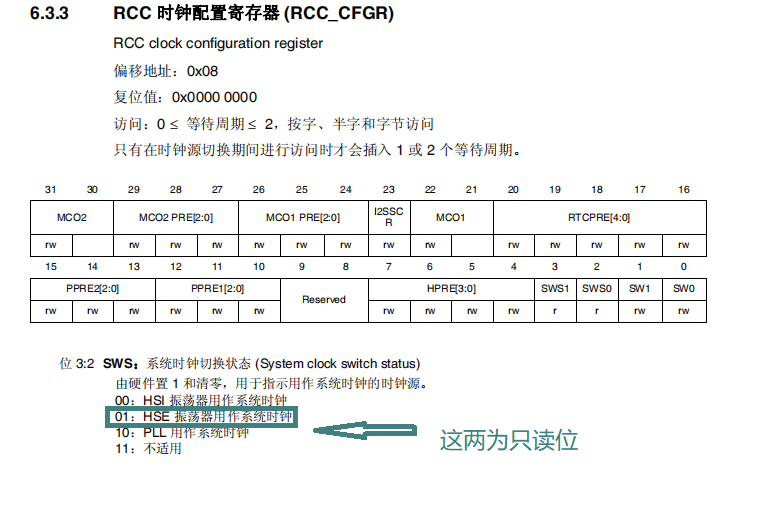 6.3.3 RCC 时钟配置寄存器 (RCC_CFGR)
RCC clock configuration register
偏移地址：0x08
复位值：0x0000 0000
访问：0 ≤ 等待周期 ≤ 2，按字、半字和字节访问
只有在时钟源切换期间进行访问时才会插入 1 或 2 个等待周期。
31 30 29 28 27 26 25 24 23 22 21 20 19 18 17 16
MCO2 MCO2 PRE[2:0] MCO1 PRE[2:0] I2SSC
R MCO1 RTCPRE[4:0]
rw rw rw rw rw rw rw rw rw rw rw rw rw rw
15 14 13 12 11 10 9 8 7 6 5 4 3 2 1 0
PPRE2[2:0] PPRE1[2:0] Reserved HPRE[3:0] SWS1 SWS0 SW1 SW0
rw rw rw rw rw rw rw rw rw rw r r rw rw
位 3:2 SWS：系统时钟切换状态 (System clock switch status)
由硬件置 1 和清零，用于指示用作系统时钟的时钟源。
00：HSI 振荡器用作系统时钟
01：HSE 振荡器用作系统时钟
10：PLL 用作系统时钟
11：不适用
这两为只读位